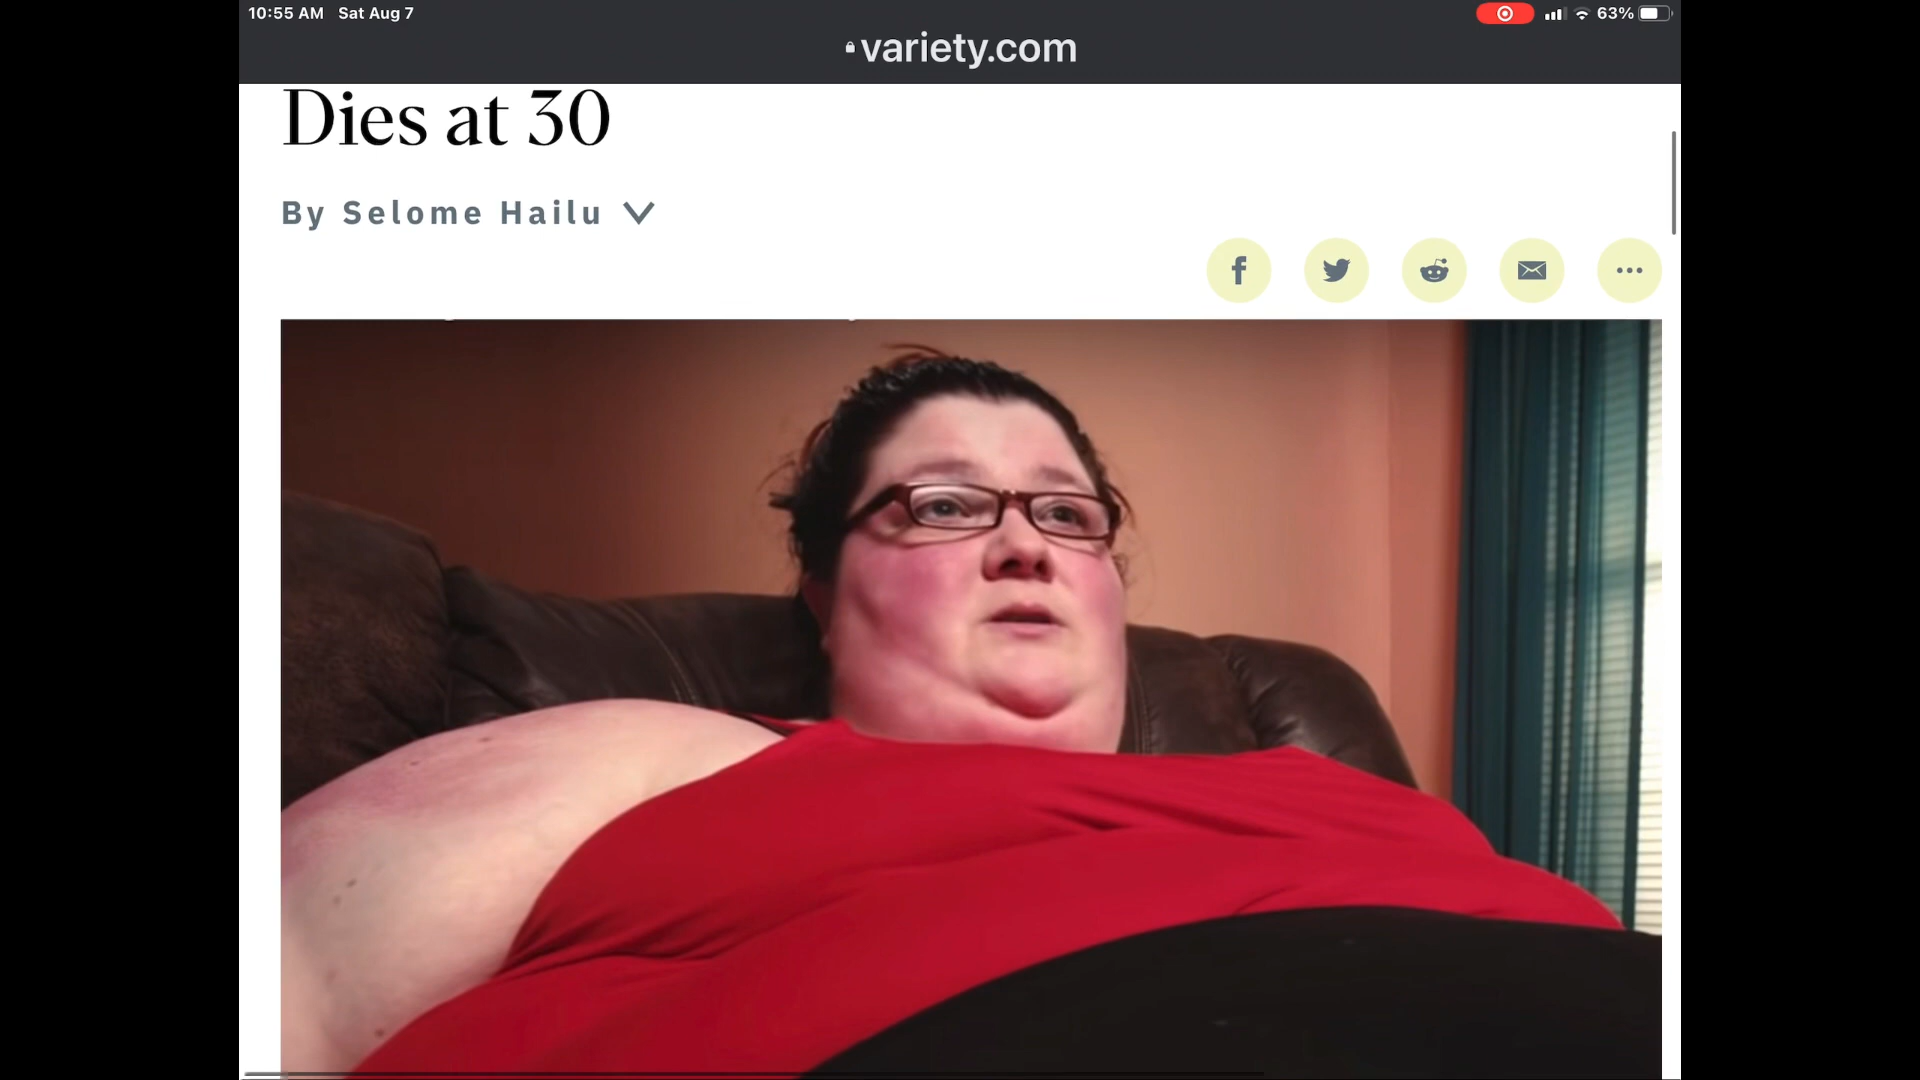 10:55 AM Sat Aug 7
63%
variety.com
Dies at 30
By Selome Hailu